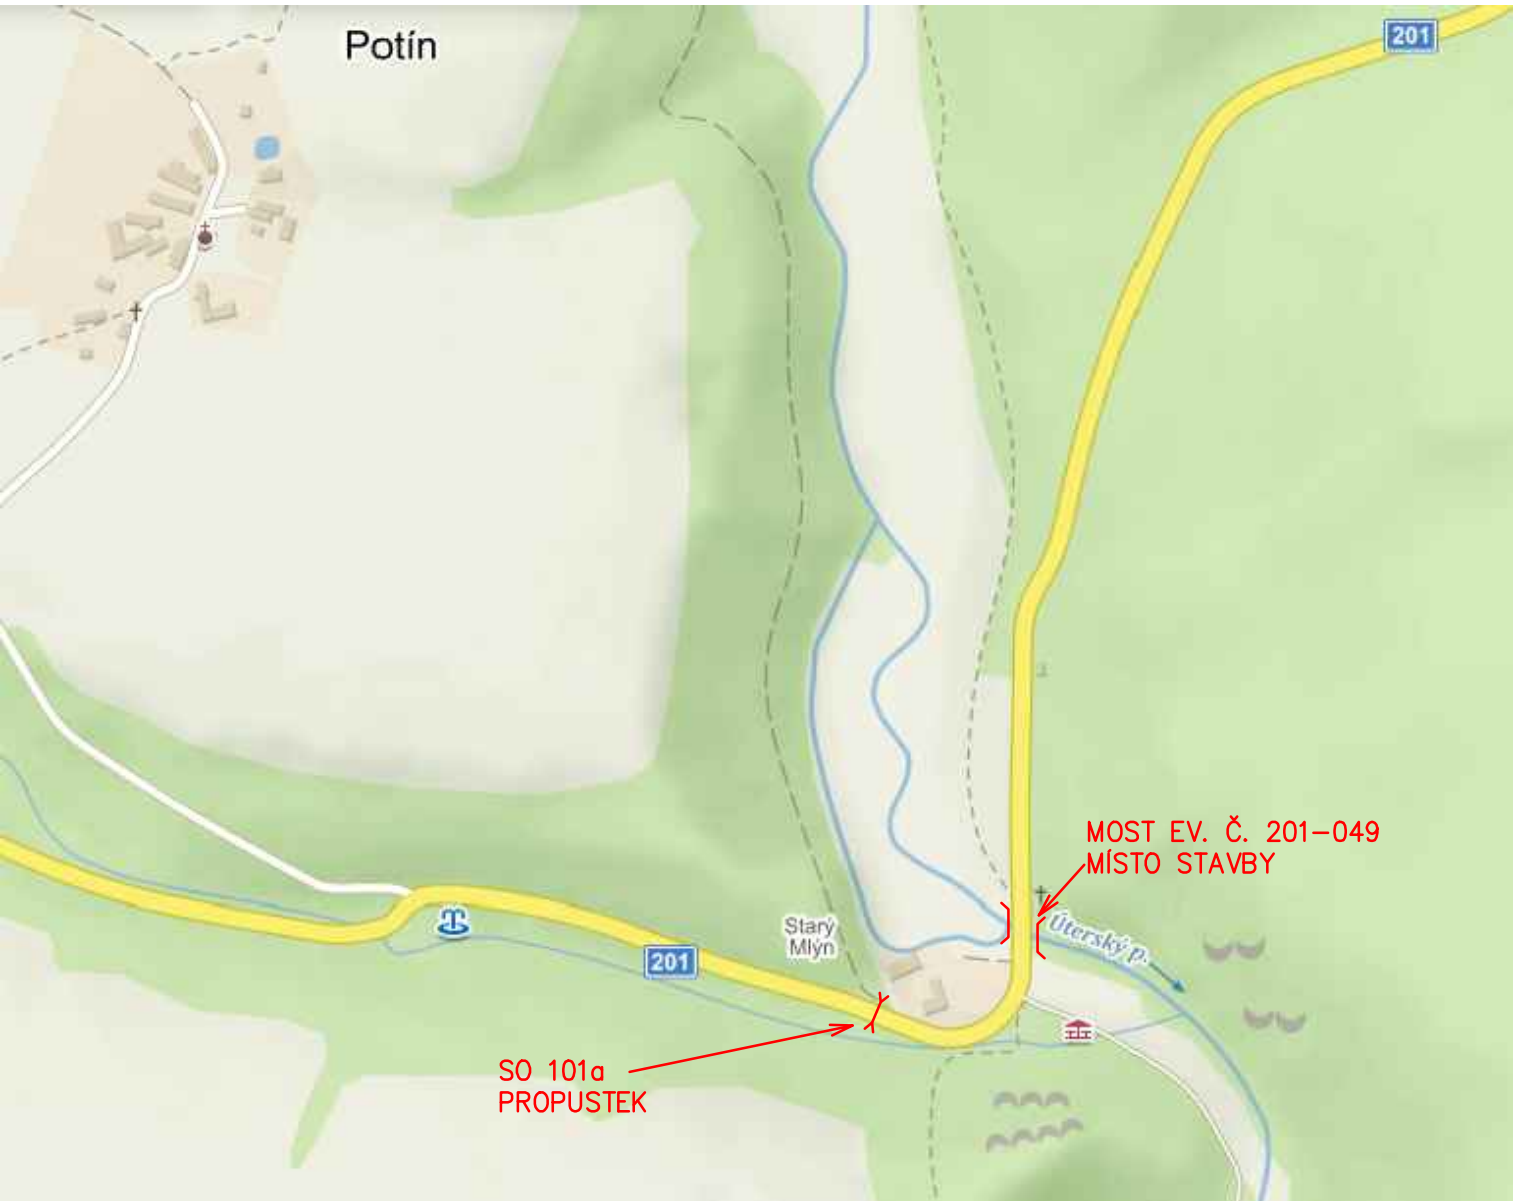 Potín
201
MOST EV. Č. 201-049
MÍSTO STAVBY
Starý
Mlýn
Úterský p.
201
SO 101a
PROPUSTEK